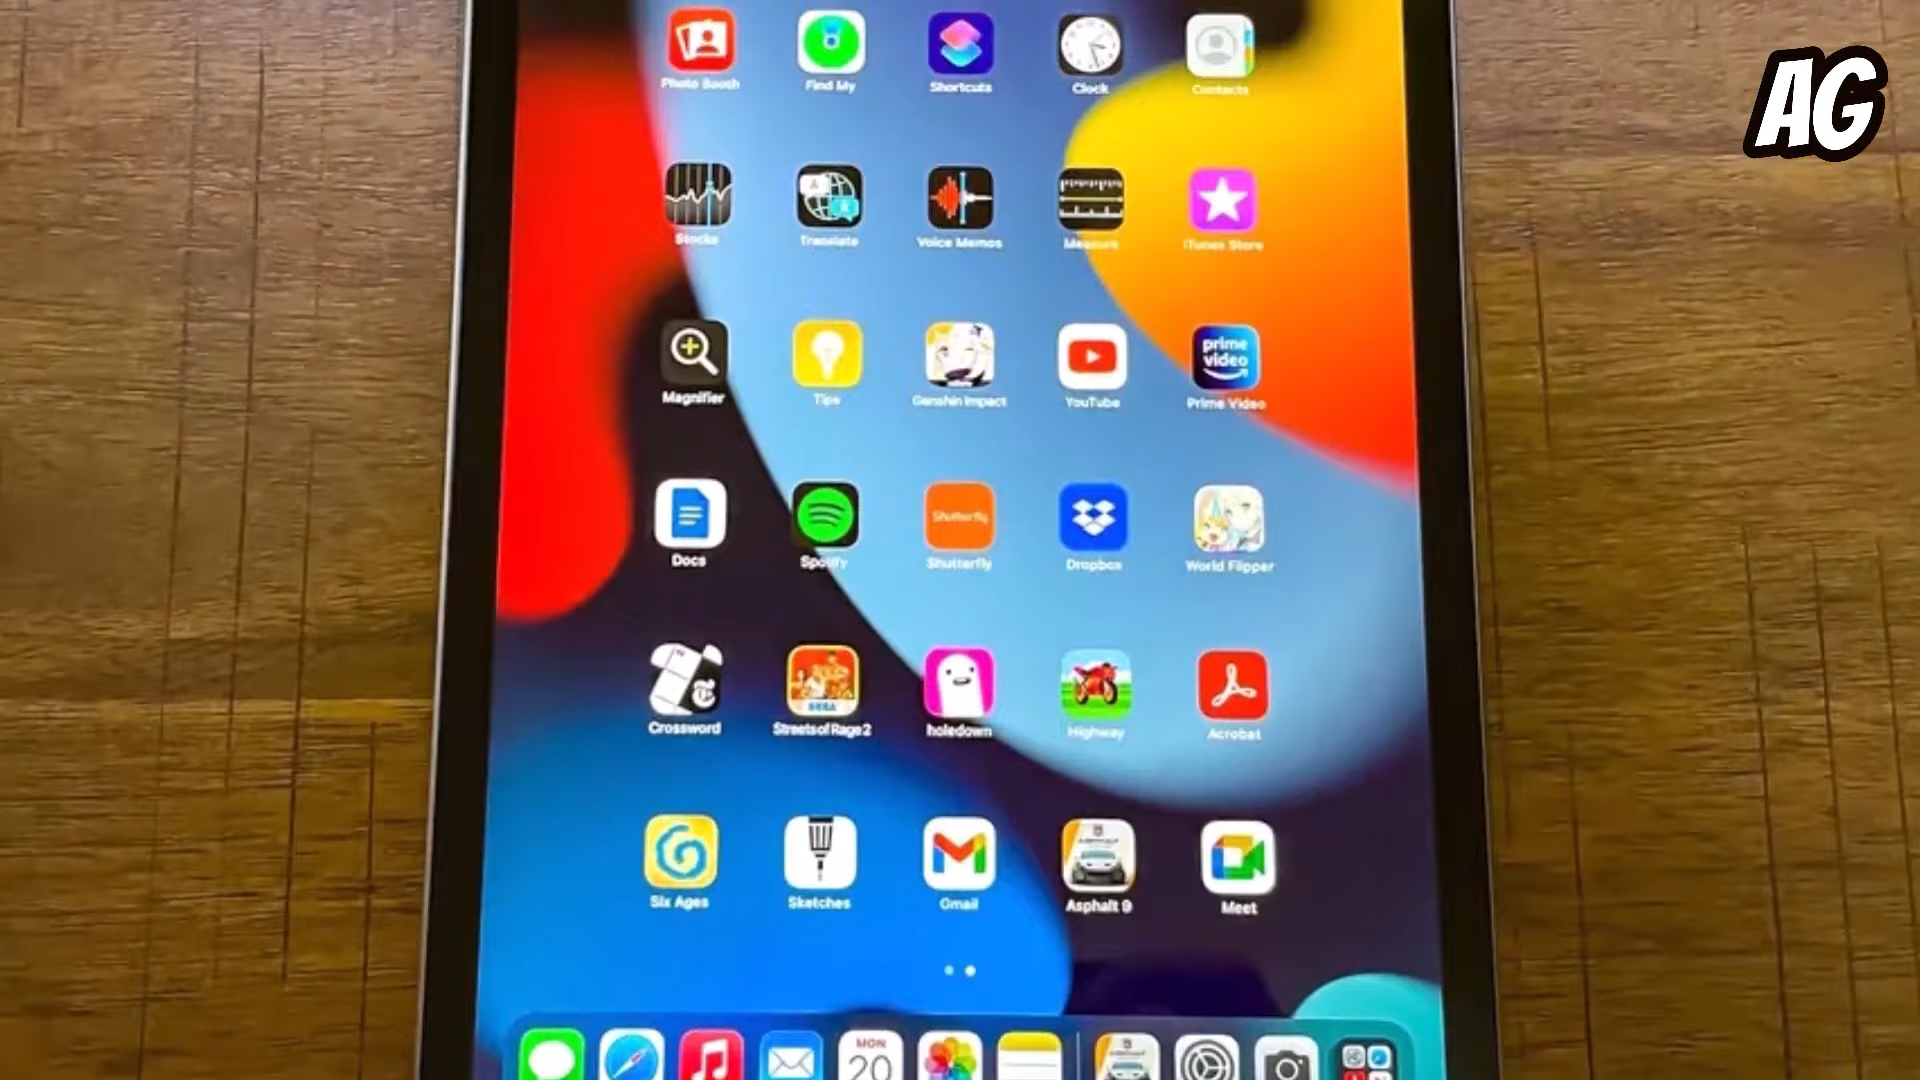 AG
Photo Booth
Find My
Shortcuts
Clock
Contacts
Stocks
Translate
Voice Memos
Measure
iTunes Store
prime
video
Magnifier
Tips
Genshin Impact
YouTube
Prime Video
Shutterfly
Docs
Spotify
Shutterfly
Dropbox
World Flipper
SEGA
Crossword
Streets of Rage 2
holedown
Highway
Acrobat
Six Ages
Sketches
Gmail
Asphalt 9
Meet
MON
20